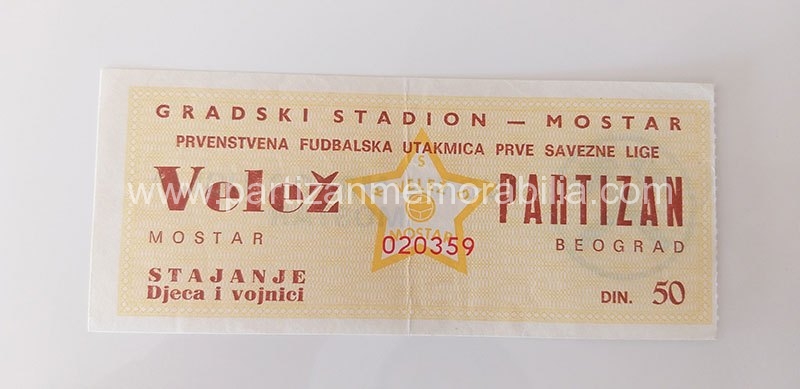 GRADSKI STADION — MOSTAR
PRVENSTVENA FUDBALSKA UTAKMICA PRVE SAVEZNE LIGE
Velež PARTIZAN
www.partizanmemorabilia.com
MOSTAR BEOGRAD
S
MOSTAR
020359
STAJANJE
Djeca i vojnici
DIN. 50